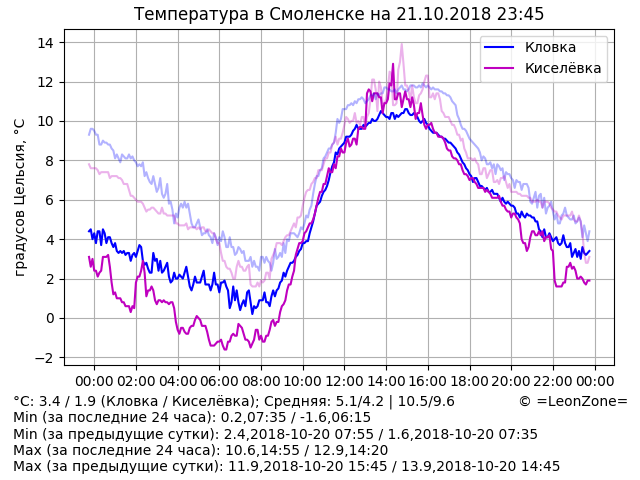 Температура в Смоленске на 21.10.2018 23:45
14
12
10
8
6
4
2
0
−2
градусов Цельсия, °C
Кловка
Киселёвка
00:00 02:00 04:00 06:00 08:00 10:00 12:00 14:00 16:00 18:00 20:00 22:00 00:00
°C: 3.4 / 1.9 (Кловка / Киселёвка); Средняя: 5.1/4.2 | 10.5/9.6 © =LeonZone=
Min (за последние 24 часа): 0.2,07:35 / -1.6,06:15
Min (за предыдущие сутки): 2.4,2018-10-20 07:55 / 1.6,2018-10-20 07:35
Max (за последние 24 часа): 10.6,14:55 / 12.9,14:20
Max (за предыдущие сутки): 11.9,2018-10-20 15:45 / 13.9,2018-10-20 14:45